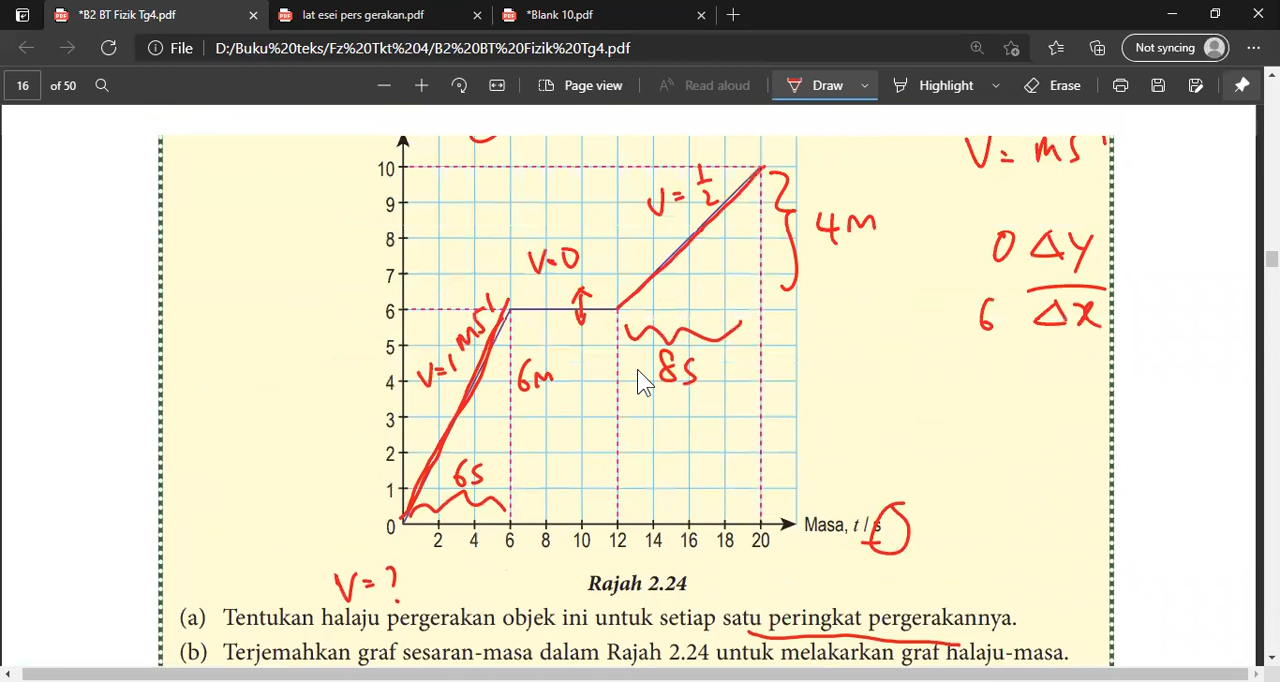 *B2 BT Fizik Tg4.pdf
lat esei pers gerakan.pdf
*Blank 10.pdf
File
D:/Buku%20teks/Fz%20Tkt%204/B2%20BT%20Fizik%20Tg4.pdf
Not syncing
16 of 50
Page view
Read aloud
Draw
Highlight
Erase
V = ms
10
V = 1/2
9
4m
8
0 Δy
V=0
7
6 Δx
6
V=1 ms⁻¹
5
6m
8s
4
3
2
6s
1
0
Masa, t / s
2 4 6 8 10 12 14 16 18 20
V = ?
Rajah 2.24
(a) Tentukan halaju pergerakan objek ini untuk setiap satu peringkat pergerakannya.
(b) Terjemahkan graf sesaran-masa dalam Rajah 2.24 untuk melakarkan graf halaju-masa.